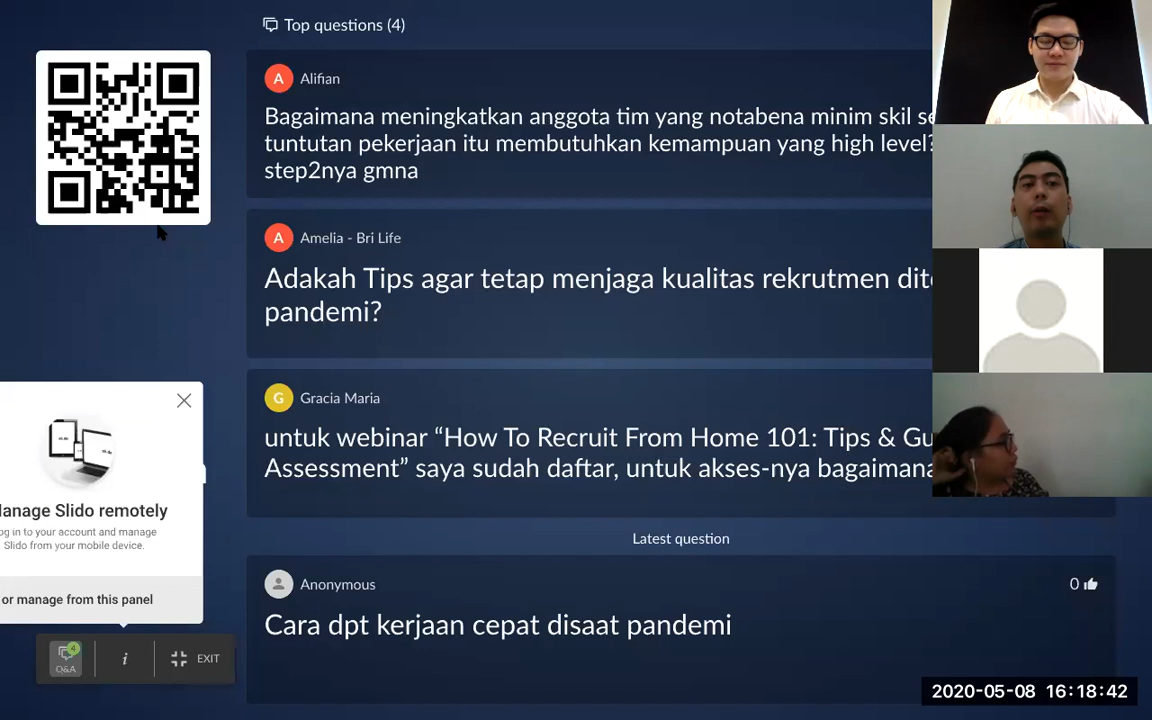 Top questions (4)
A
Alifian
Bagaimana meningkatkan anggota tim yang notabena minim skil
tuntutan pekerjaan itu membutuhkan kemampuan yang high level?
step2nya gmna
A
Amelia - Bri Life
Adakah Tips agar tetap menjaga kualitas rekrutmen
pandemi?
G
Gracia Maria
untuk webinar “How To Recruit From Home 101: Tips &
Assessment” saya sudah daftar, untuk akses-nya bagaimana
Latest question
Anonymous
0
Cara dpt kerjaan cepat disaat pandemi
Slido remotely
in to your account and manage
Slido from your mobile device.
or manage from this panel
4
Q&A
i
EXIT
2020-05-08 16:18:42